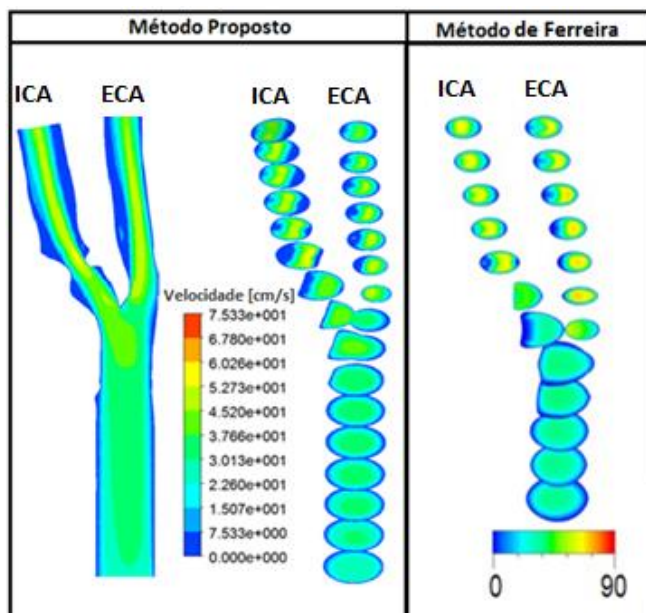 Método Proposto
Método de Ferreira
ICA ECA
ICA ECA
ICA ECA
Velocidade [cm/s]
7.533e+001
6.780e+001
6.026e+001
5.273e+001
4.520e+001
3.766e+001
3.013e+001
2.260e+001
1.507e+001
7.533e+000
0.000e+000
0 90